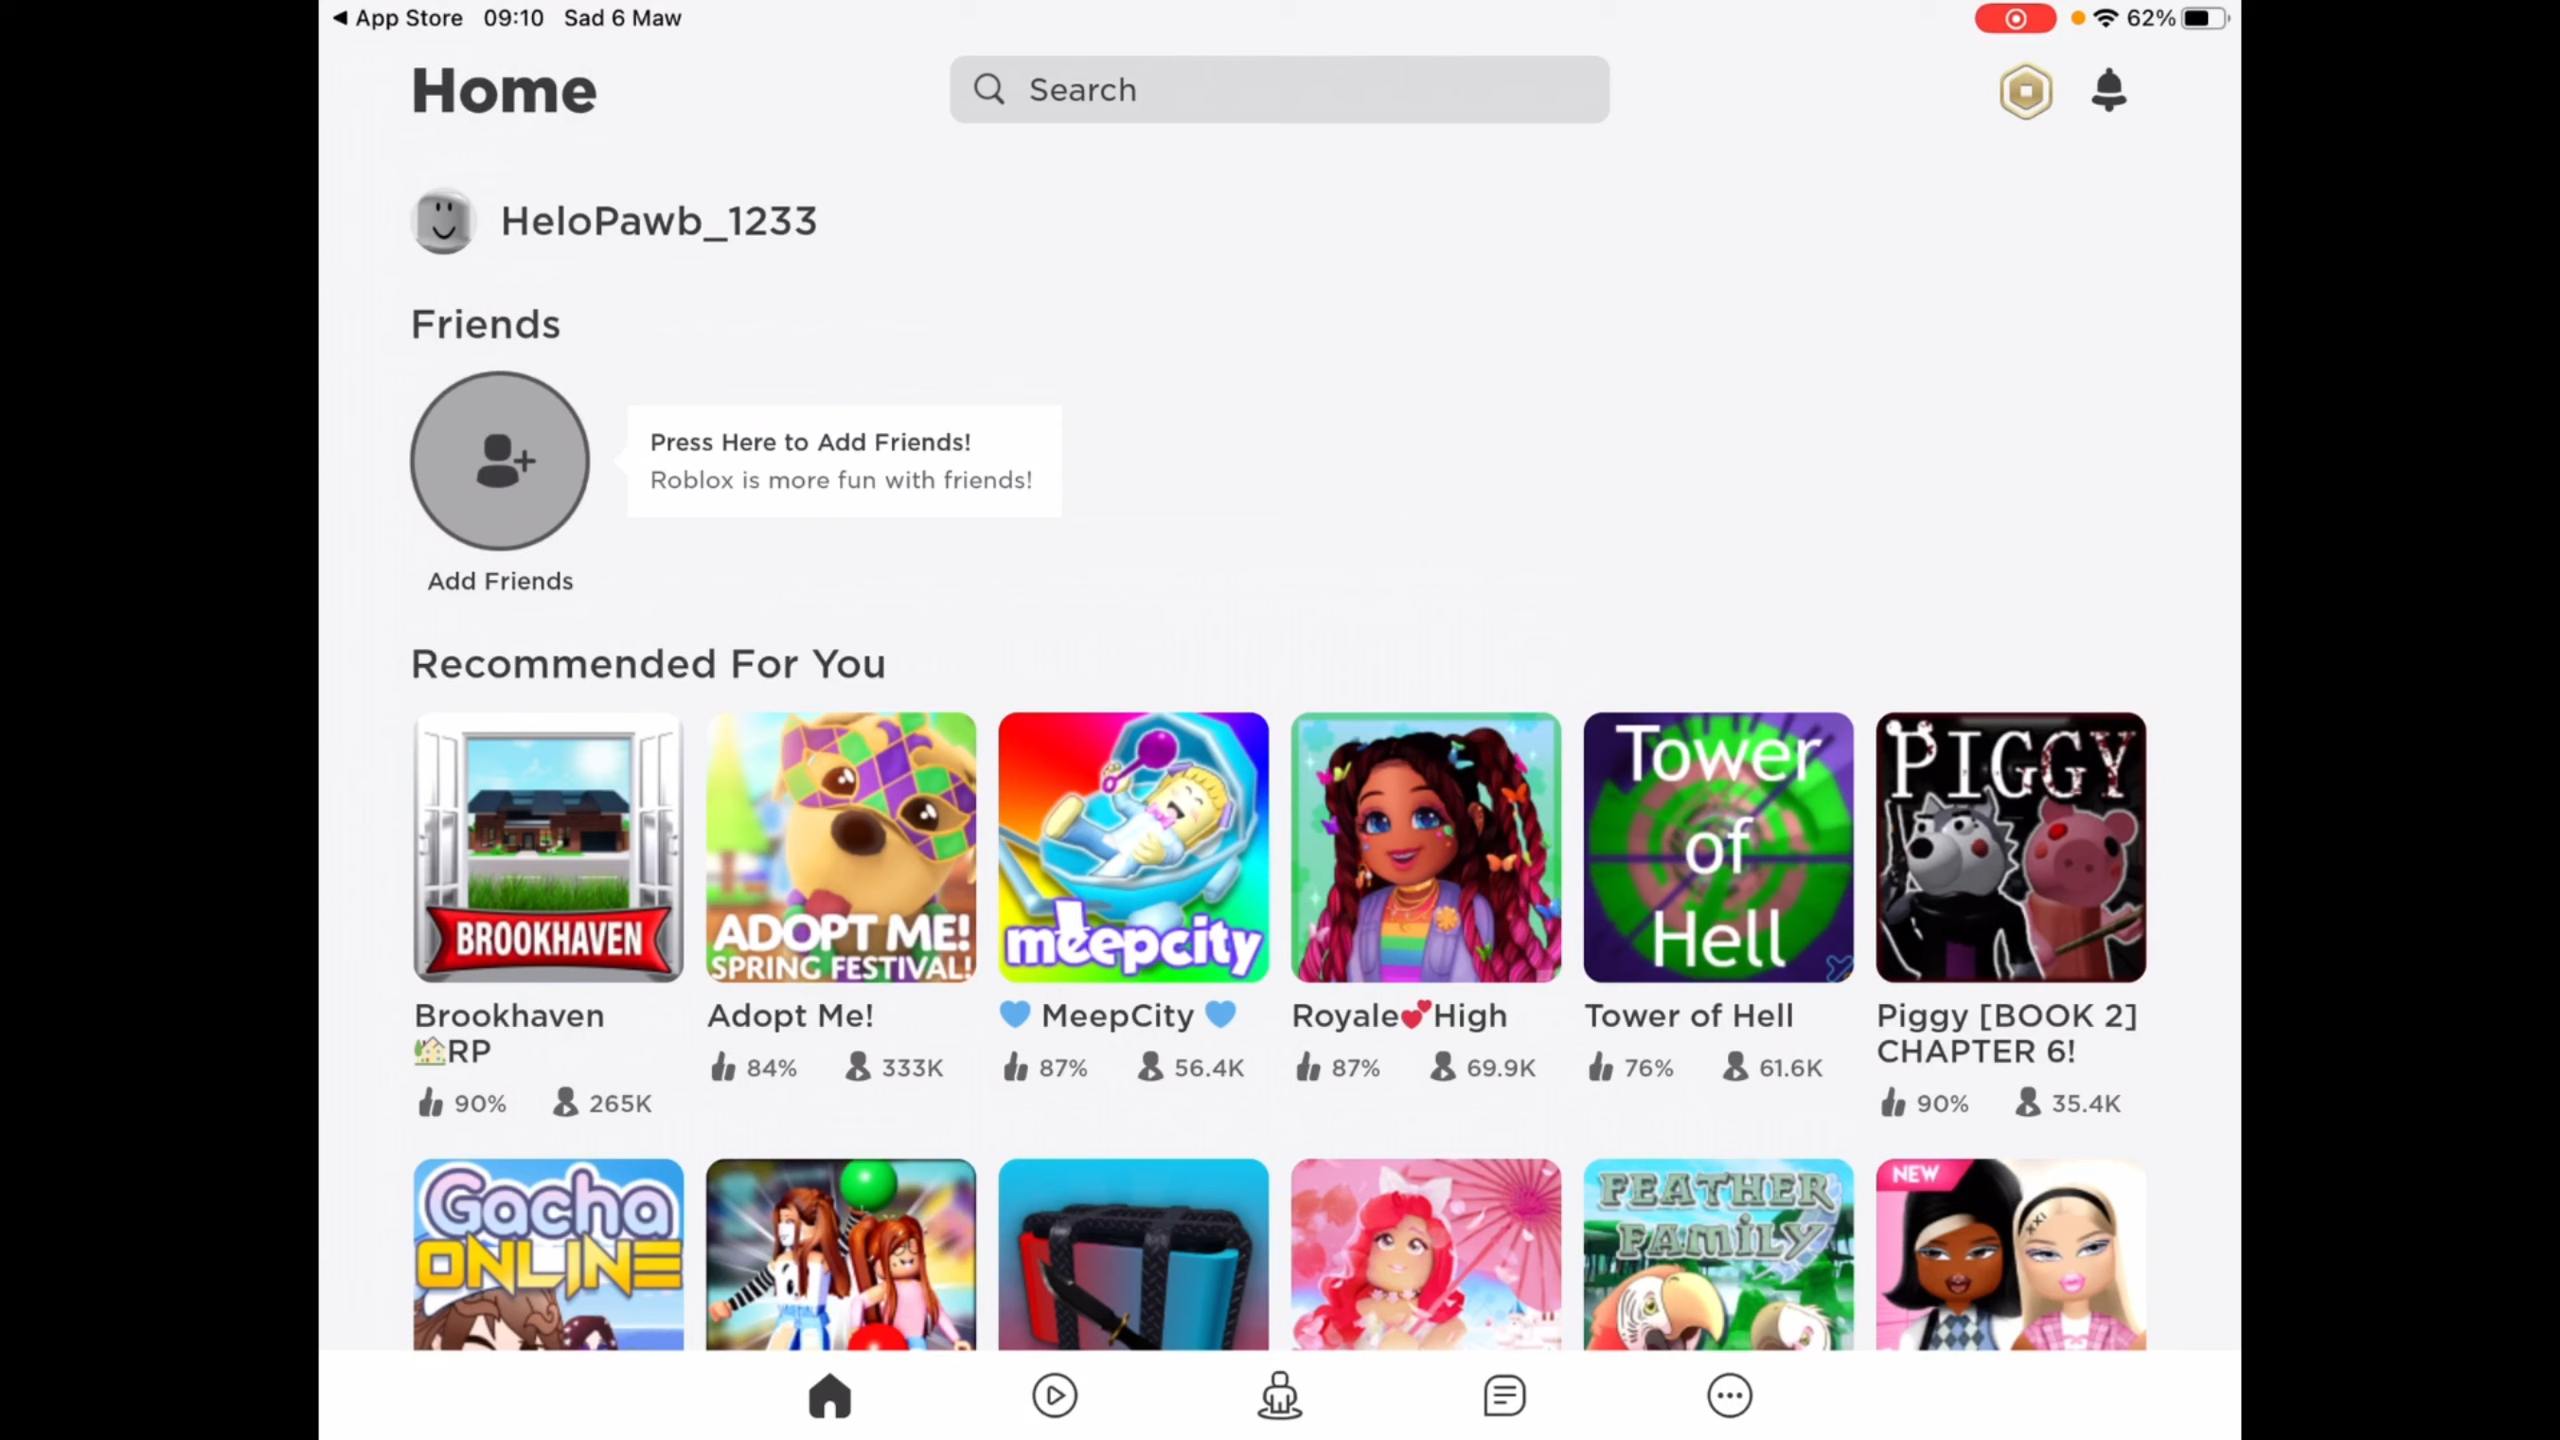 App Store 09:10 Sad 6 Maw 62%
Home
Search
HeloPawb_1233
Friends
Press Here to Add Friends!
Roblox is more fun with friends!
Add Friends
Recommended For You
BROOKHAVEN
ADOPT ME!
SPRING FESTIVAL!
meepcity
Tower
of
Hell
PIGGY
Brookhaven
🏡RP
90% 265K
Adopt Me!
84% 333K
💙 MeepCity 💙
87% 56.4K
Royale💕High
87% 69.9K
Tower of Hell
76% 61.6K
Piggy [BOOK 2]
CHAPTER 6!
90% 35.4K
Gacha
ONLINE
FEATHER
FAMiLY
NEW
XXI